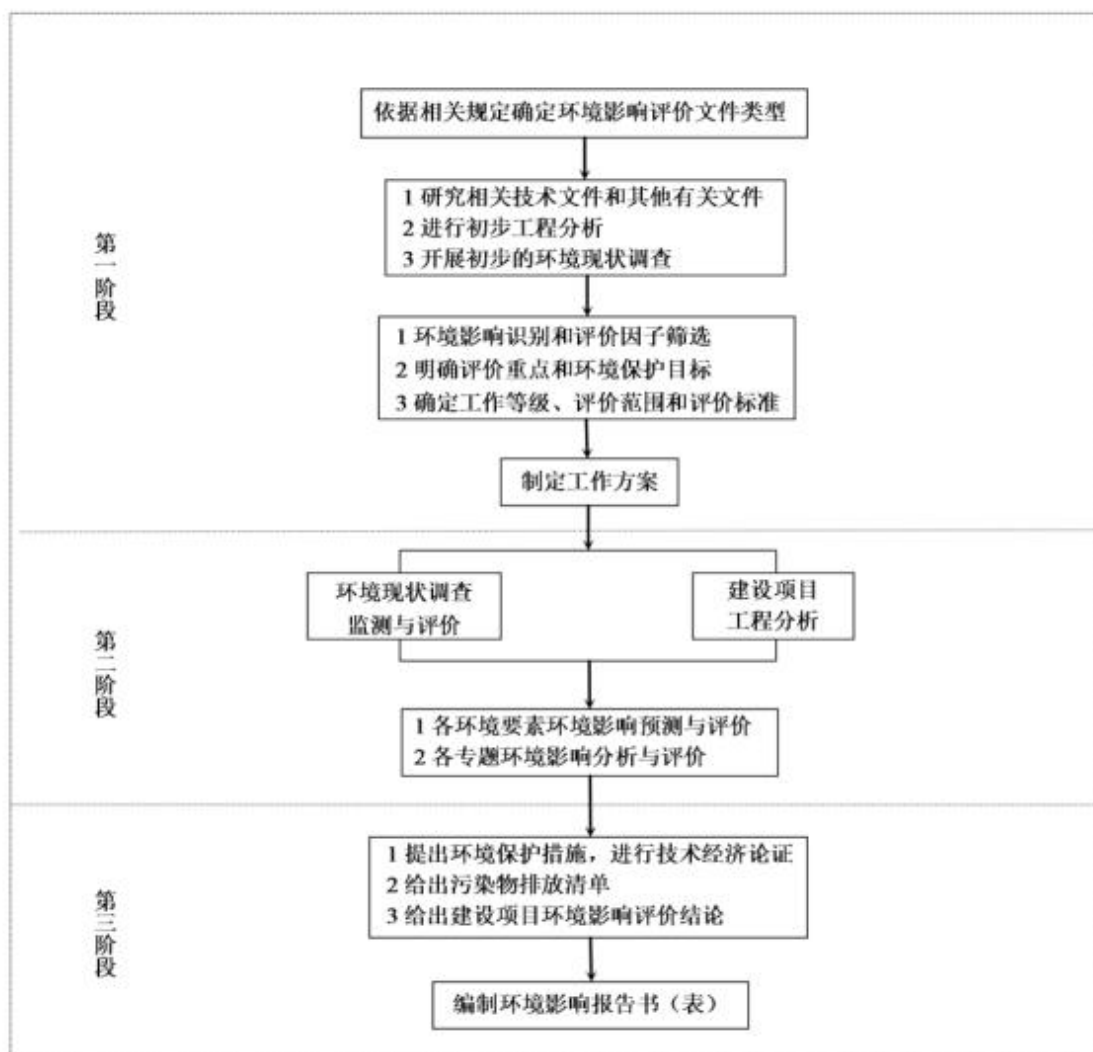 依据相关规定确定环境影响评价文件类型
第一阶段
1 研究相关技术文件和其他有关文件
2 进行初步工程分析
3 开展初步的环境现状调查
1 环境影响识别和评价因子筛选
2 明确评价重点和环境保护目标
3 确定工作等级、评价范围和评价标准
制定工作方案
第二阶段
环境现状调查
监测与评价
建设项目
工程分析
1 各环境要素环境影响预测与评价
2 各专题环境影响分析与评价
第三阶段
1 提出环境保护措施，进行技术经济论证
2 给出污染物排放清单
3 给出建设项目环境影响评价结论
编制环境影响报告书（表）